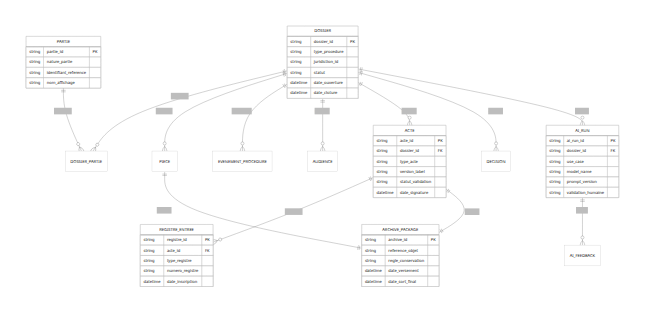 DOSSIER
string dossier_id PK
string type_procedure
string juridiction_id
string statut
datetime date_ouverture
datetime date_cloture
PARTIE
string partie_id PK
string nature_partie
string identifiant_reference
string nom_affichage
DOSSIER_PARTIE
PIECE
EVENEMENT_PROCEDURE
AUDIENCE
ACTE
string acte_id PK
string dossier_id FK
string type_acte
string version_label
string statut_validation
datetime date_signature
DECISION
AI_RUN
string ai_run_id PK
string dossier_id FK
string use_case
string model_name
string prompt_version
string validation_humaine
REGISTRE_ENTREE
string registre_id PK
string acte_id FK
string type_registre
string numero_registre
datetime date_inscription
ARCHIVE_PACKAGE
string archive_id PK
string reference_objet
string regle_conservation
datetime date_versement
datetime date_sort_final
AI_FEEDBACK